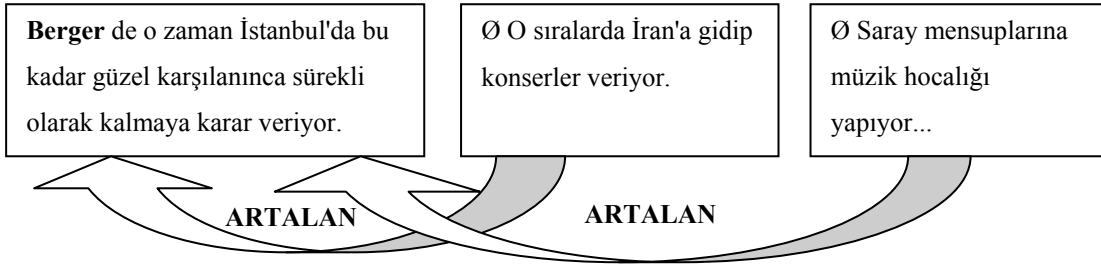 Berger de o zaman İstanbul'da bu
kadar güzel karşılanınca sürekli
olarak kalmaya karar veriyor.
Ø O sıralarda İran'a gidip
konserler veriyor.
Ø Saray mensuplarına
müzik hocalığı
yapıyor...
ARTALAN
ARTALAN